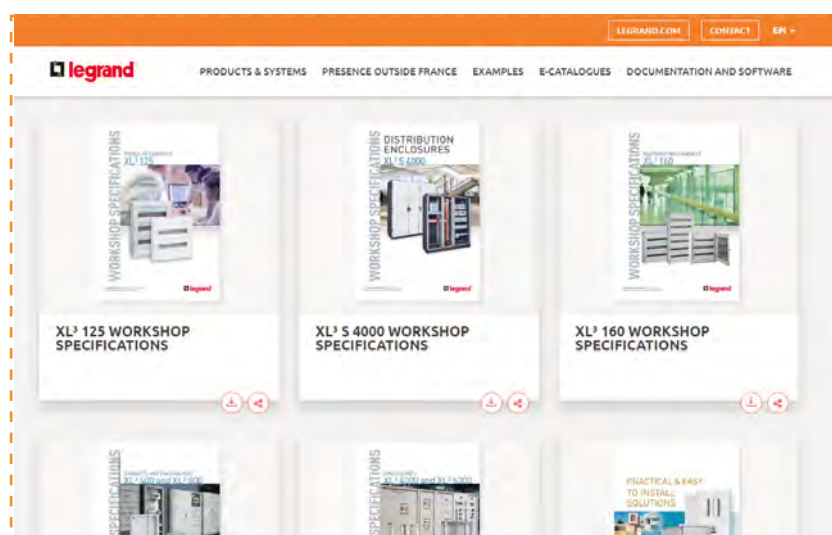 LEGRAND.COM CONTACT EN
legrand
PRODUCTS & SYSTEMS PRESENCE OUTSIDE FRANCE EXAMPLES E-CATALOGUES DOCUMENTATION AND SOFTWARE
WORKSHOP SPECIFICATIONS
XL³ 125
legrand
XL³ 125 WORKSHOP
SPECIFICATIONS
WORKSHOP SPECIFICATIONS
DISTRIBUTION
ENCLOSURES
XL³ S 4000
legrand
XL³ S 4000 WORKSHOP
SPECIFICATIONS
WORKSHOP SPECIFICATIONS
XL³ 160
legrand
XL³ 160 WORKSHOP
SPECIFICATIONS
SPECIFICATIONS
XL³ 400 and XL³ 800
SPECIFICATIONS
XL³ 4000 and XL³ 6300
PRACTICAL & EASY
TO INSTALL
SOLUTIONS